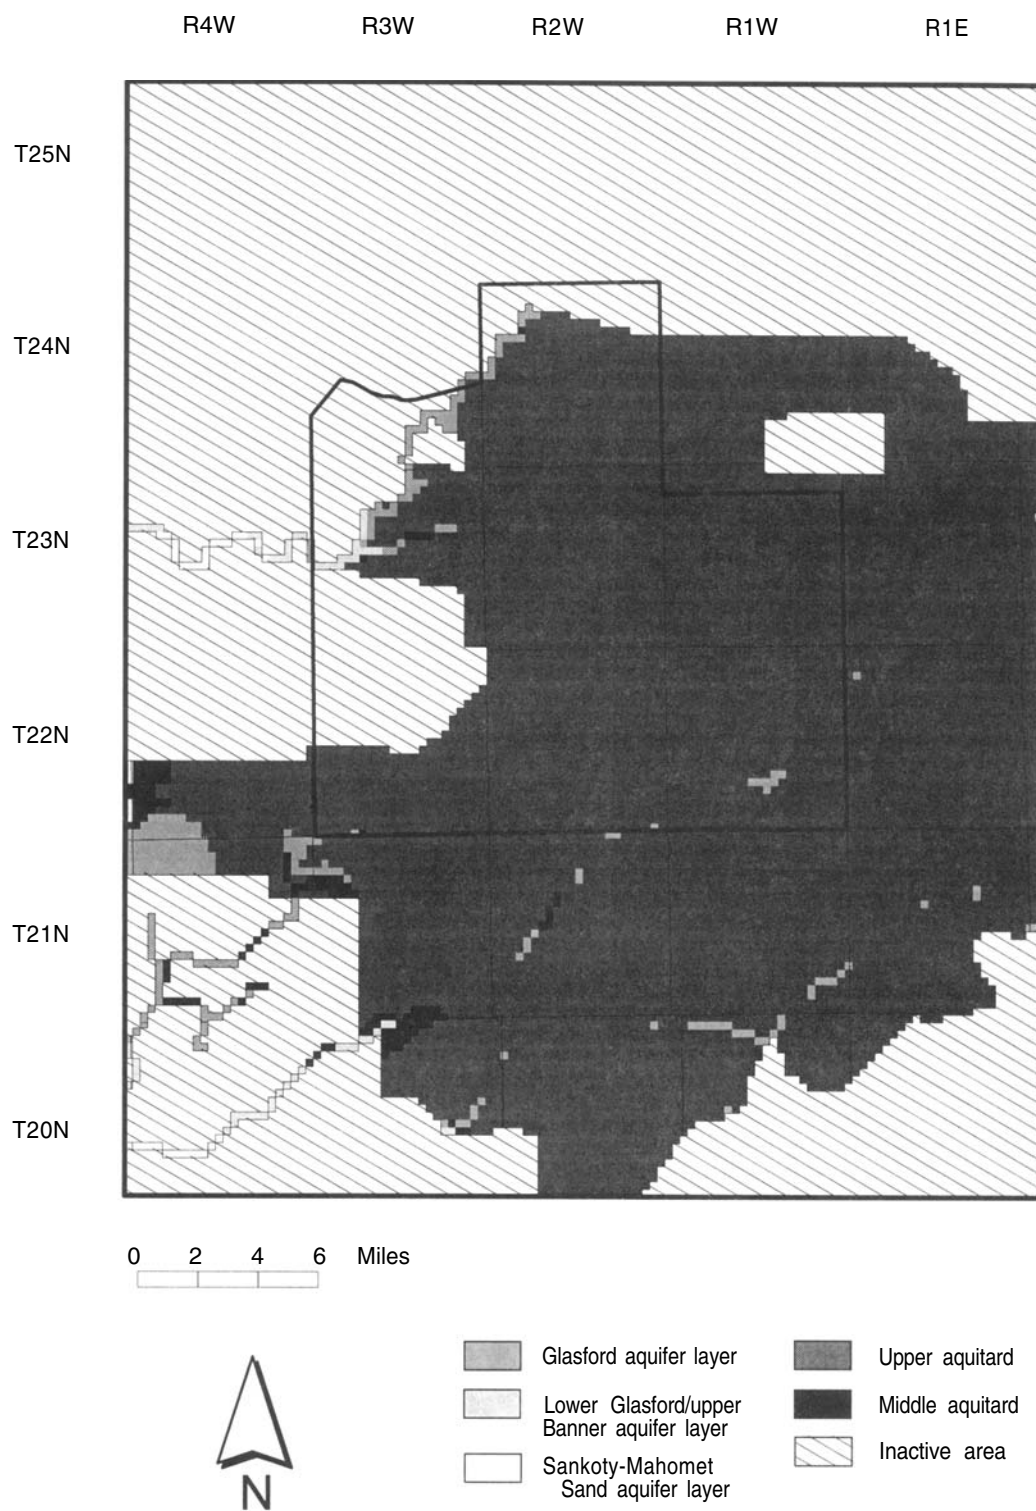 R4W R3W R2W R1W R1E
T25N
T24N
T23N
T22N
T21N
T20N
0 2 4 6 Miles
Glasford aquifer layer
Lower Glasford/upper
Banner aquifer layer
Sankoty-Mahomet
Sand aquifer layer
Upper aquitard
Middle aquitard
Inactive area
N